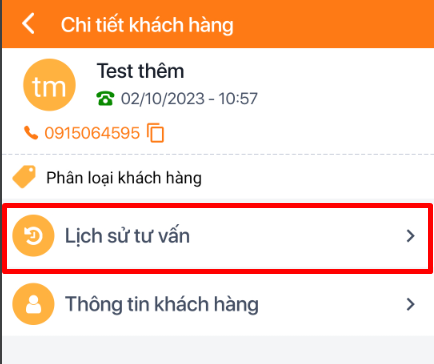 Chi tiết khách hàng
tm
Test thêm
02/10/2023 - 10:57
0915064595
Phân loại khách hàng
Lịch sử tư vấn
Thông tin khách hàng